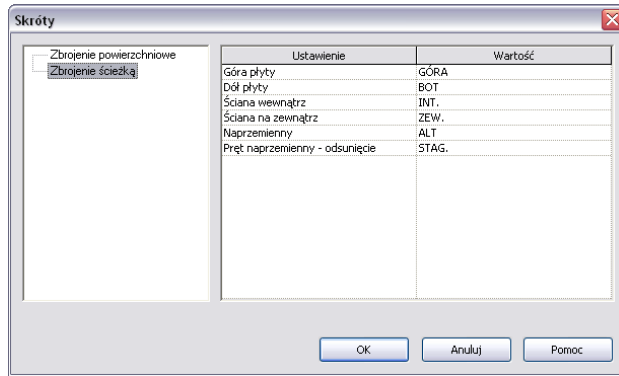 Skróty
Zbrojenie powierzchniowe
Zbrojenie ścieżką
Ustawienie Wartość
Góra płyty GÓRA
Dół płyty BOT
Ściana wewnątrz INT.
Ściana na zewnątrz ZEW.
Naprzemienny ALT
Pręt naprzemienny - odsunięcie STAG.
OK Anuluj Pomoc